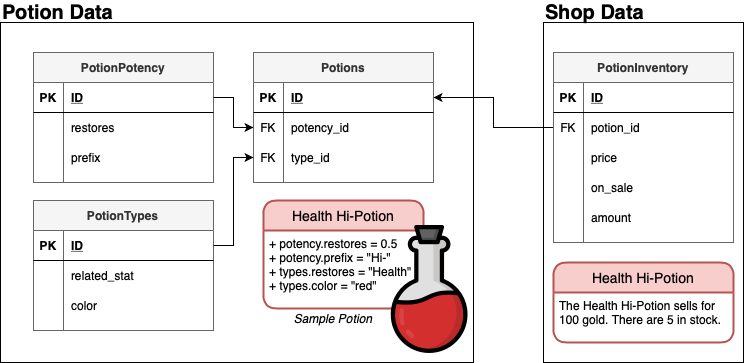 Potion Data
Shop Data
PotionPotency
PK ID
restores
prefix
Potions
PK ID
FK potency_id
FK type_id
PotionInventory
PK ID
FK potion_id
price
on_sale
amount
PotionTypes
PK ID
related_stat
color
Health Hi-Potion
+ potency.restores = 0.5
+ potency.prefix = "Hi-"
+ types.restores = "Health"
+ types.color = "red"
Sample Potion
Health Hi-Potion
The Health Hi-Potion sells for
100 gold. There are 5 in stock.